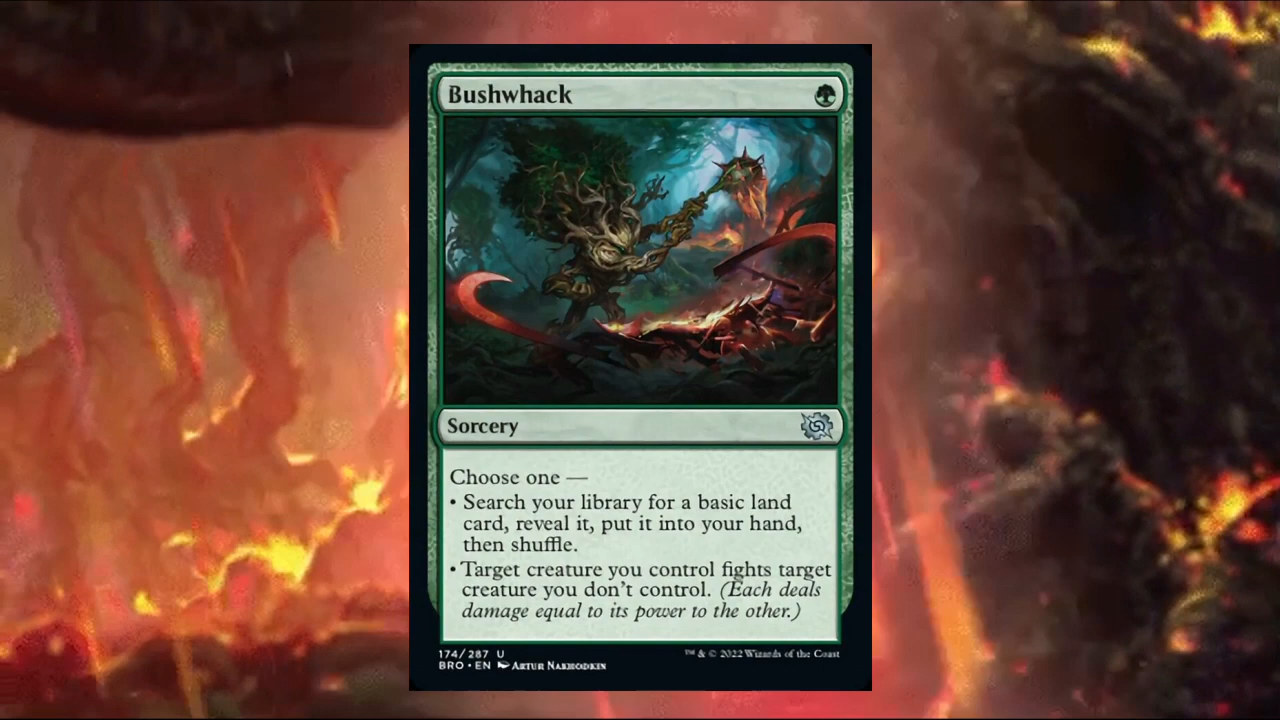 Bushwhack
Sorcery
Choose one —
• Search your library for a basic land
card, reveal it, put it into your hand,
then shuffle.
• Target creature you control fights target
creature you don't control. (Each deals
damage equal to its power to the other.)
174/287 U
™ & © 2022 Wizards of the Coast
BRO • EN Artur Nakhodkin